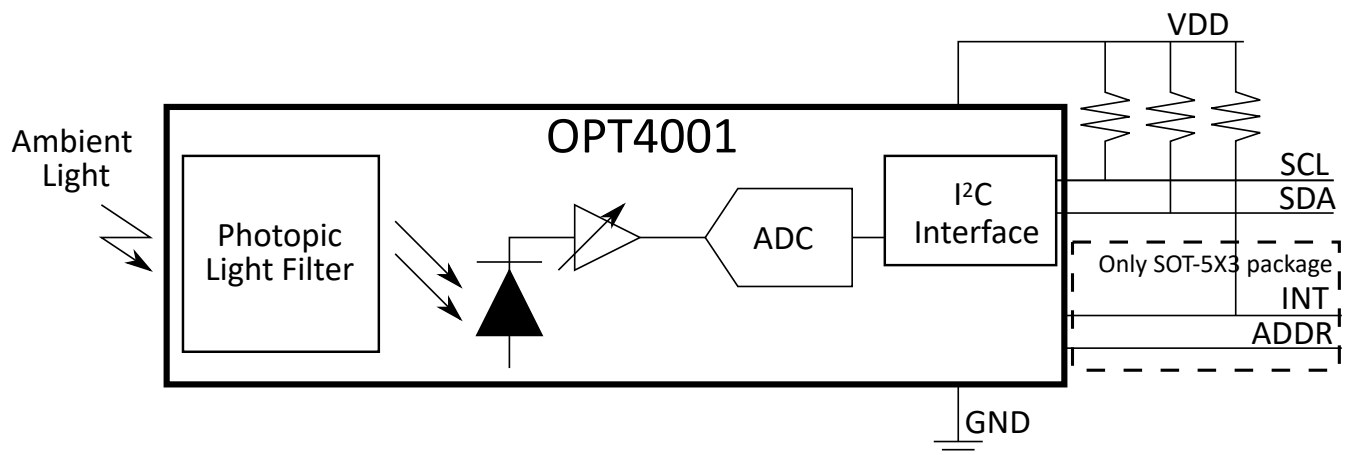 VDD
OPT4001
Ambient
Light
Photopic
Light Filter
ADC
I²C
Interface
SCL
SDA
Only SOT-5X3 package
INT
ADDR
GND